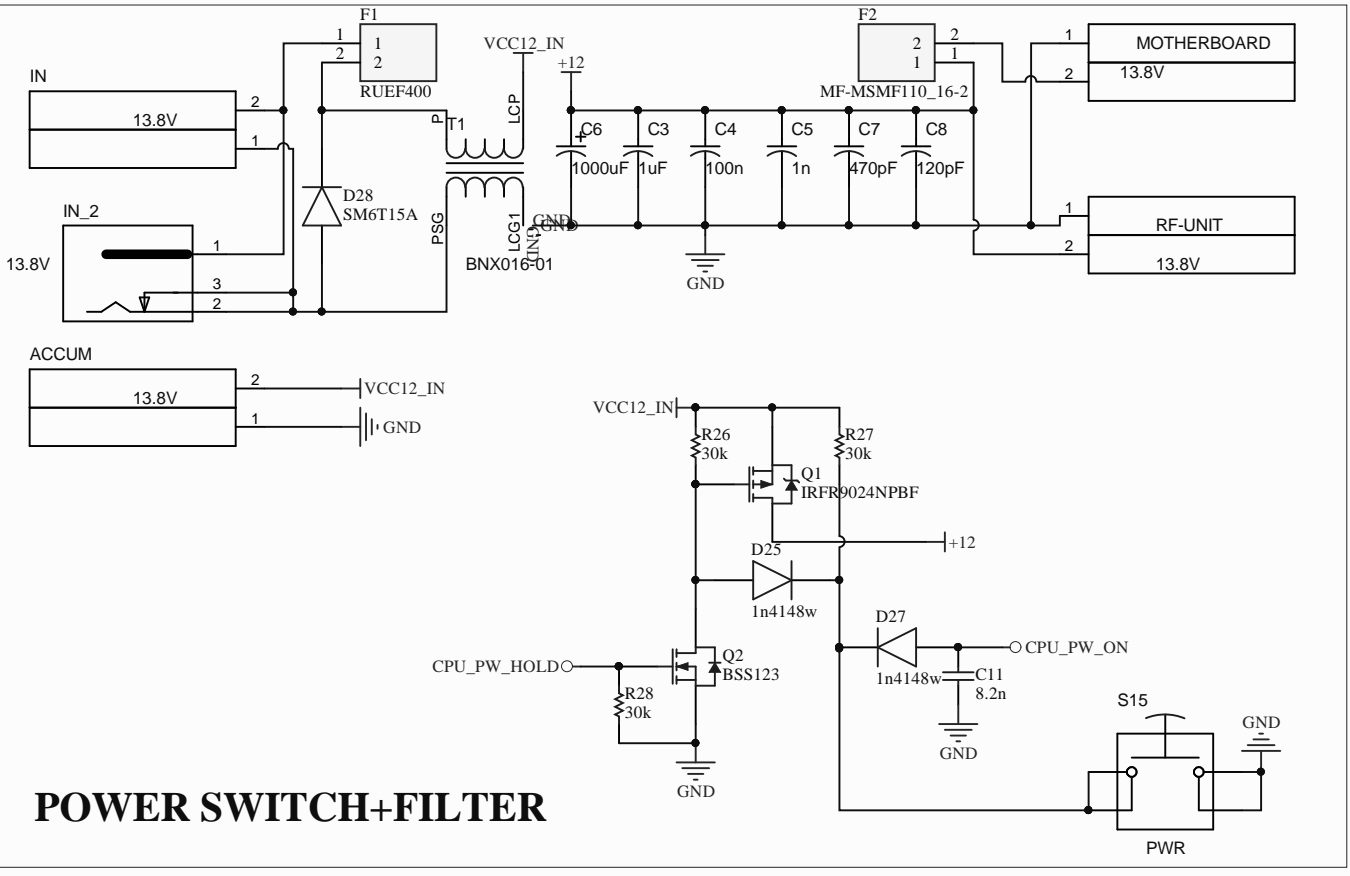 F1
1
2
1
2
RUEF400
VCC12_IN
+12
F2
2
1
2
1
MF-MSMF110_16-2
1
2
MOTHERBOARD
13.8V
IN
13.8V
2
1
P
T1
LCP
PSG
LCG1
BNX016-01
GND
GND
GND
C6
1000uF
+
C3
1uF
C4
100n
C5
1n
C7
470pF
C8
120pF
GND
1
2
RF-UNIT
13.8V
D28
SM6T15A
IN_2
13.8V
1
3
2
ACCUM
13.8V
2
1
VCC12_IN
GND
VCC12_IN
R26
30k
R27
30k
Q1
IRFR9024NPBF
+12
D25
1n4148w
D27
1n4148w
CPU_PW_ON
C11
8.2n
GND
CPU_PW_HOLD
Q2
BSS123
R28
30k
GND
S15
GND
PWR
POWER SWITCH+FILTER